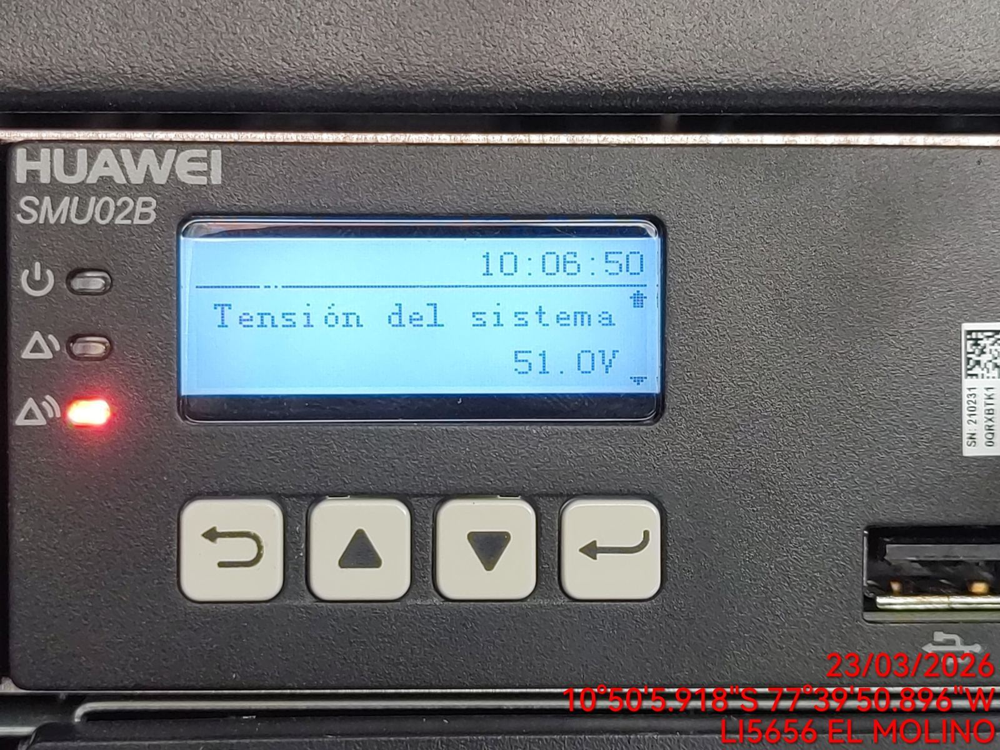 HUAWEI
SMU02B
10:06:50
Tensión del sistema
51.0V
SN: 210231
0QRXBTK1
23/03/2026
10°50'5.918"S 77°39'50.896"W
LI5656 EL MOLINO